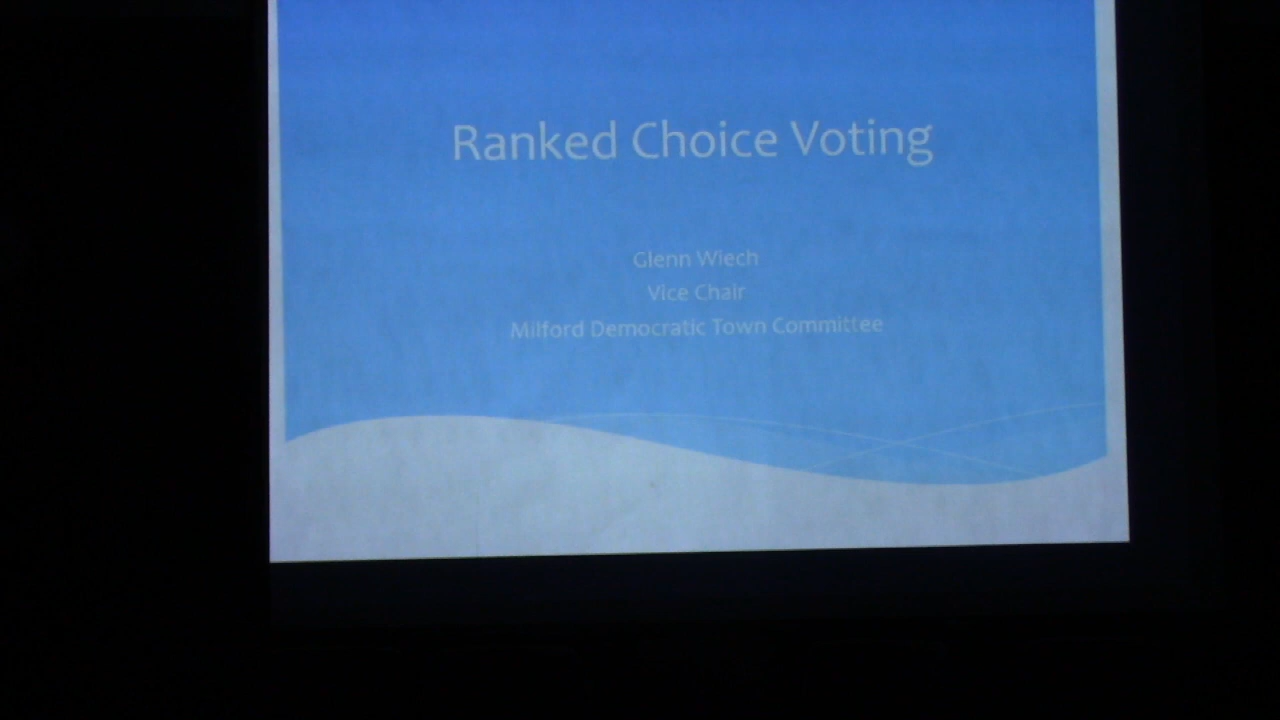 Ranked Choice Voting
Glenn Wiech
Vice Chair
Milford Democratic Town Committee